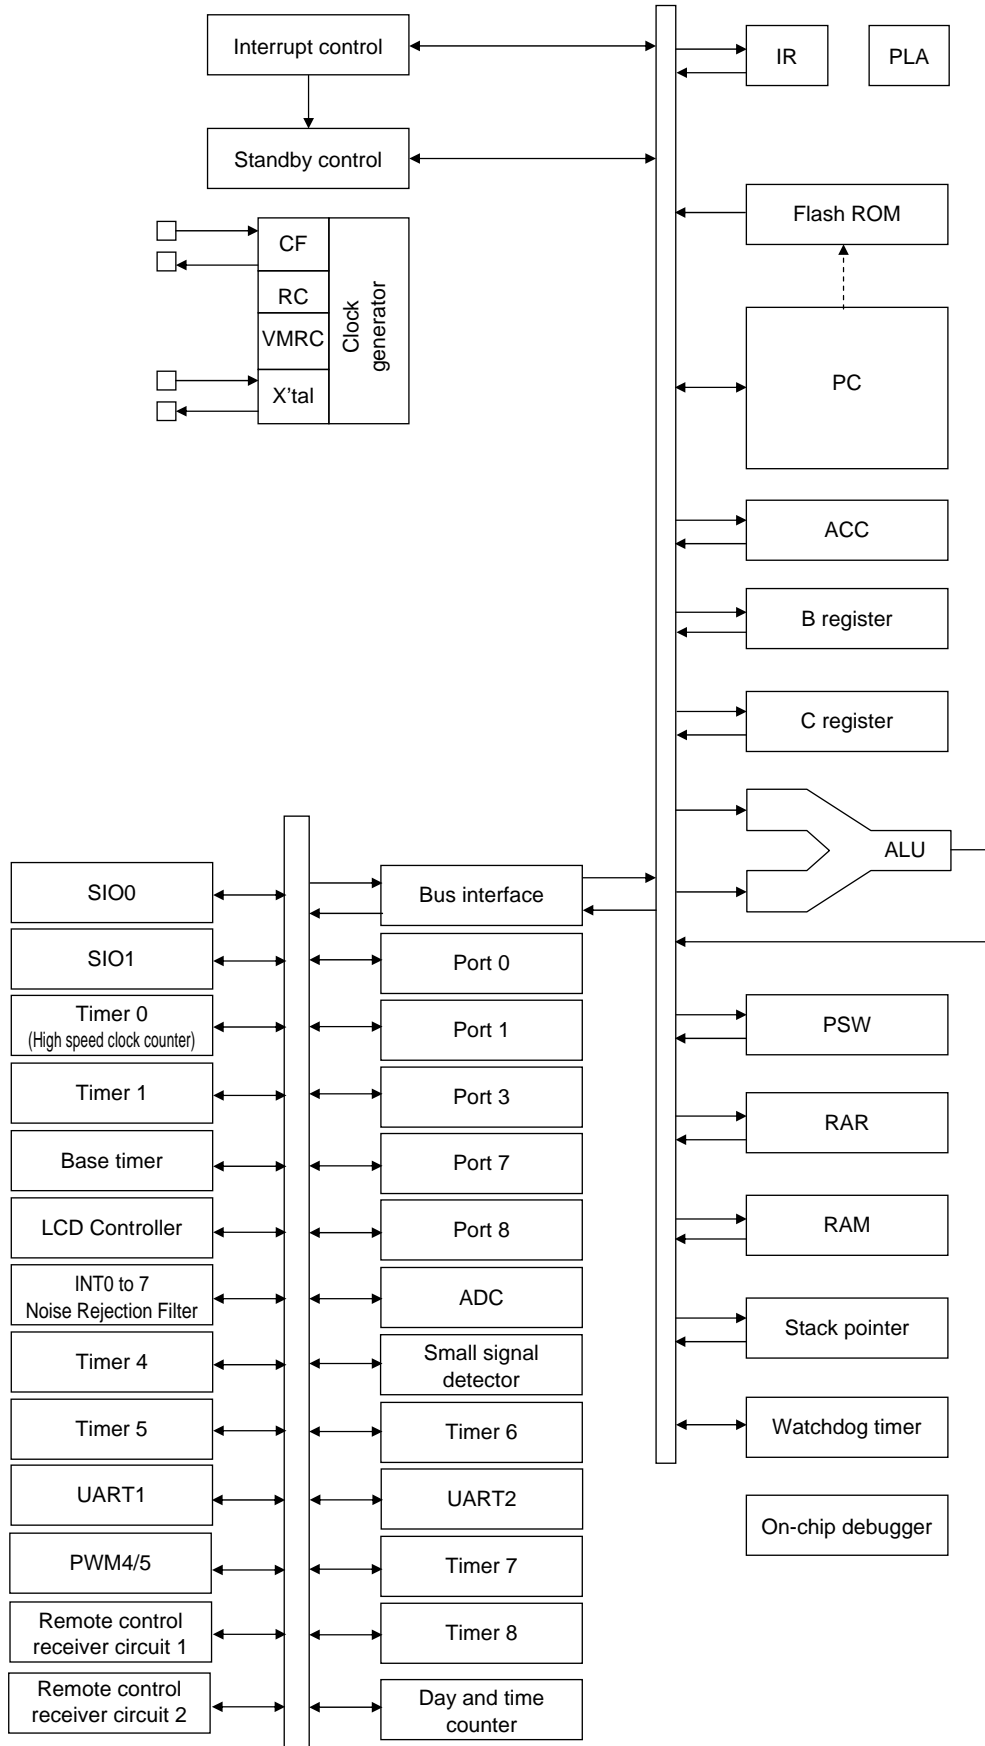 Interrupt control
IR
PLA
Standby control
Flash ROM
CF
RC
VMRC
X'tal
Clock
generator
PC
ACC
B register
C register
ALU
SIO0
Bus interface
SIO1
Port 0
Timer 0
(High speed clock counter)
Port 1
PSW
Timer 1
Port 3
RAR
Base timer
Port 7
LCD Controller
Port 8
RAM
INT0 to 7
Noise Rejection Filter
ADC
Stack pointer
Timer 4
Small signal
detector
Timer 5
Timer 6
Watchdog timer
UART1
UART2
On-chip debugger
PWM4/5
Timer 7
Remote control
receiver circuit 1
Timer 8
Remote control
receiver circuit 2
Day and time
counter